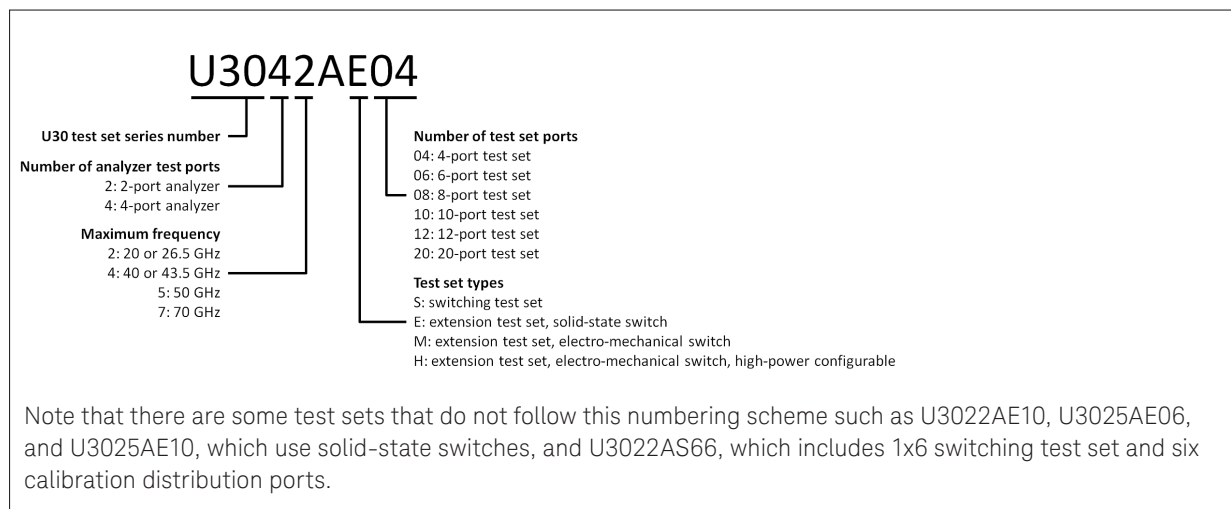 U3042AE04
U30 test set series number
Number of analyzer test ports
2: 2-port analyzer
4: 4-port analyzer
Maximum frequency
2: 20 or 26.5 GHz
4: 40 or 43.5 GHz
5: 50 GHz
7: 70 GHz
Number of test set ports
04: 4-port test set
06: 6-port test set
08: 8-port test set
10: 10-port test set
12: 12-port test set
20: 20-port test set
Test set types
S: switching test set
E: extension test set, solid-state switch
M: extension test set, electro-mechanical switch
H: extension test set, electro-mechanical switch, high-power configurable
Note that there are some test sets that do not follow this numbering scheme such as U3022AE10, U3025AE06,
and U3025AE10, which use solid-state switches, and U3022AS66, which includes 1x6 switching test set and six
calibration distribution ports.